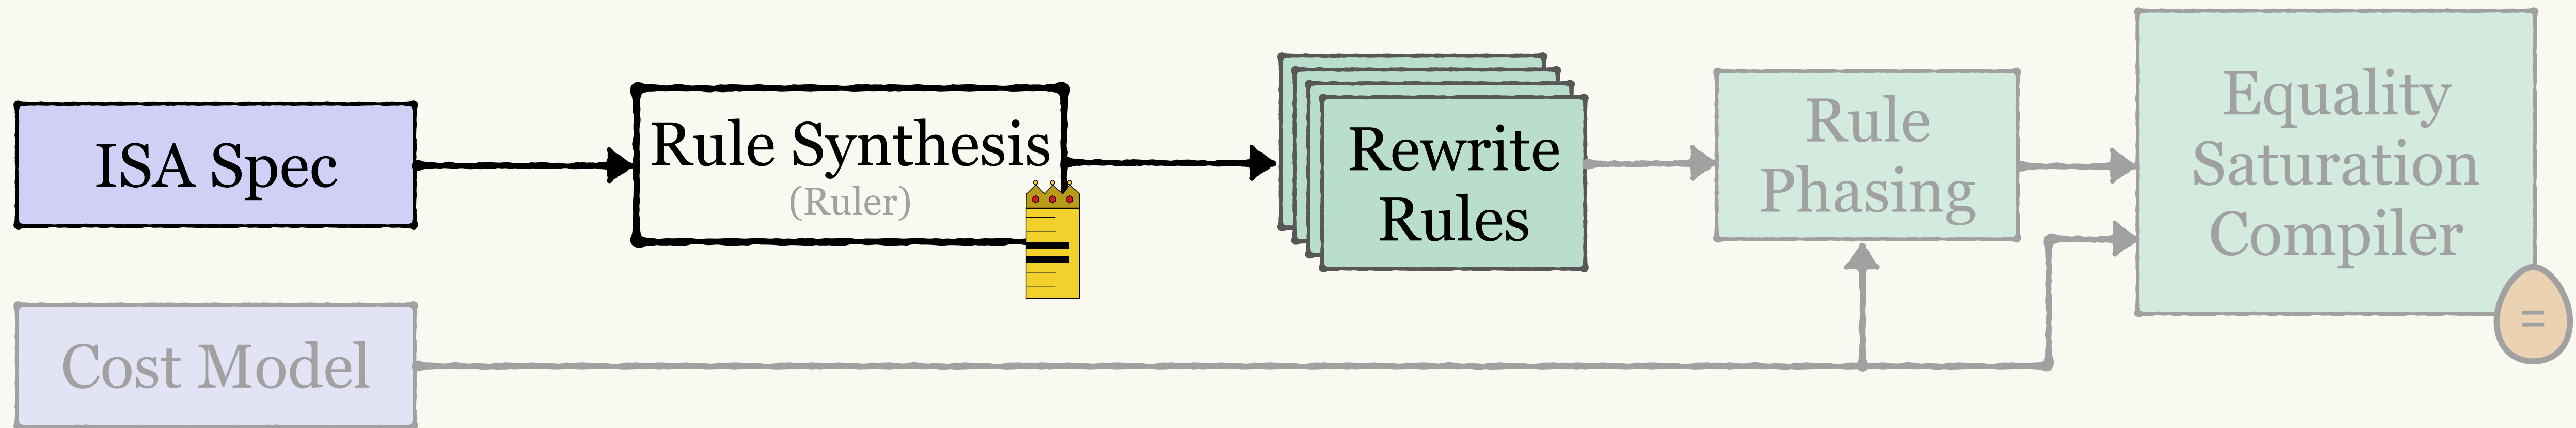 ISA Spec
Rule Synthesis
(Ruler)
Rewrite
Rules
Rule
Phasing
Equality
Saturation
Compiler
=
Cost Model